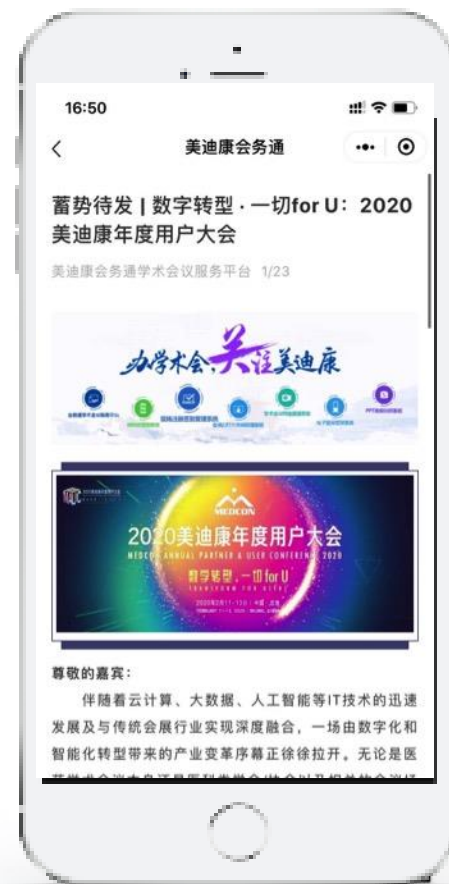 16:50
美迪康会务通
蓄势待发 | 数字转型 · 一切for U：2020
美迪康年度用户大会
美迪康会务通学术会议服务平台 1/23
办学术会,关注美迪康
MEDCON
2020美迪康年度用户大会
MEDCON ANNUAL PARTNER & USER CONFERENCE 2020
数字转型，一切 for U
尊敬的嘉宾：
伴随着云计算、大数据、人工智能等IT技术的迅速
发展及与传统会展行业实现深度融合，一场由数字化和
智能化转型带来的产业变革序幕正徐徐拉开。无论是医